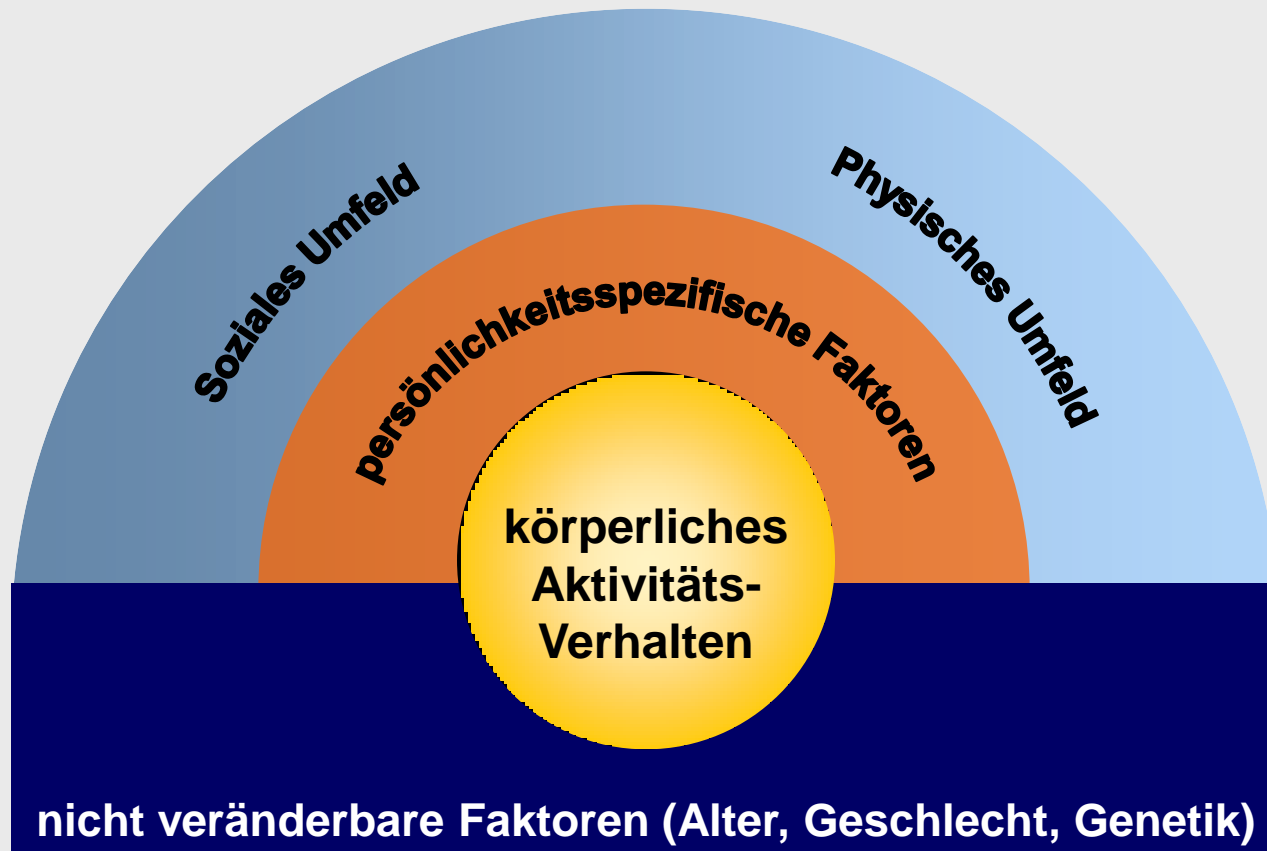 Soziales Umfeld
Physisches Umfeld
persönlichkeitsspezifische Faktoren
körperliches
Aktivitäts-
Verhalten
nicht veränderbare Faktoren (Alter, Geschlecht, Genetik)